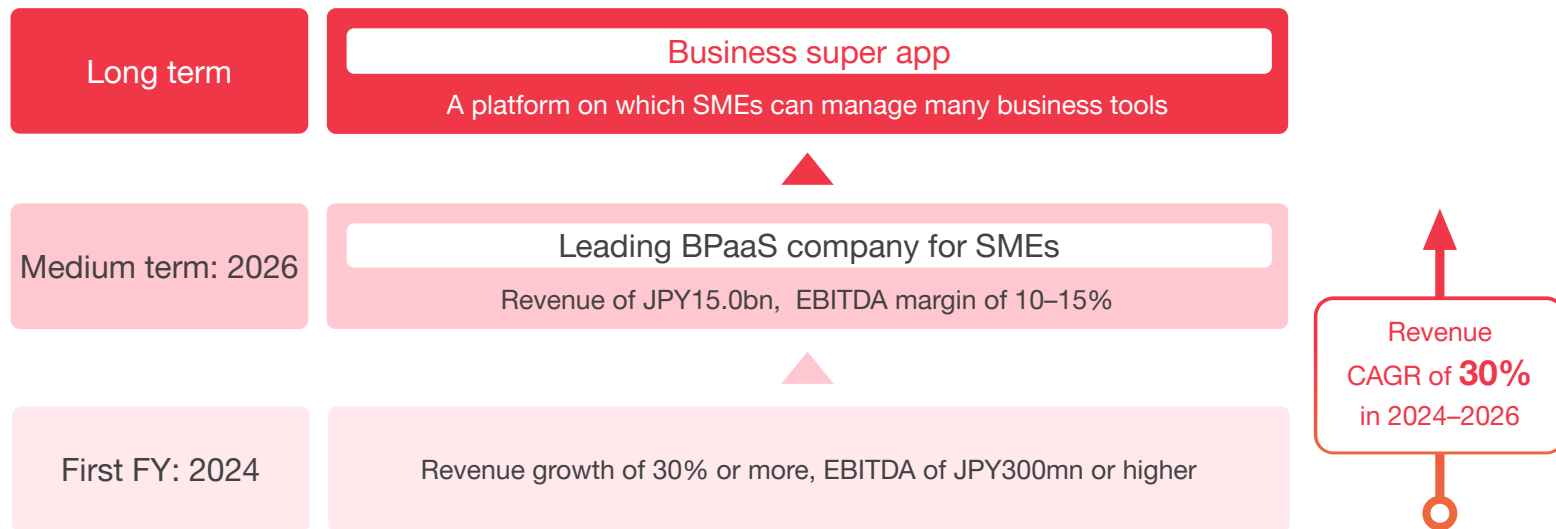 Long term
Business super app
A platform on which SMEs can manage many business tools
Medium term: 2026
Leading BPaaS company for SMEs
Revenue of JPY15.0bn,  EBITDA margin of 10–15%
Revenue
CAGR of 30%
in 2024–2026
First FY: 2024
Revenue growth of 30% or more, EBITDA of JPY300mn or higher